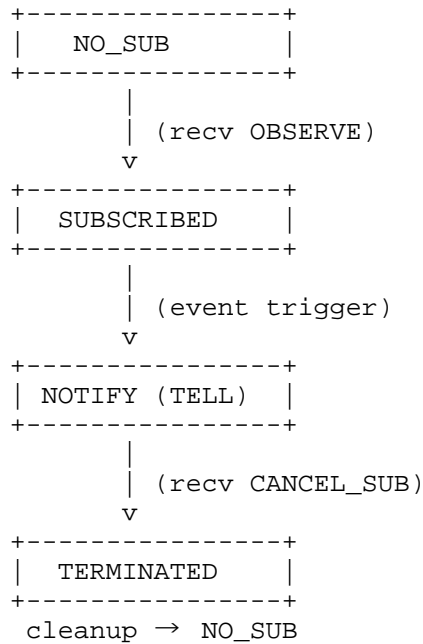 NO_SUB
(recv OBSERVE)
v
SUBSCRIBED
(event trigger)
v
NOTIFY (TELL)
(recv CANCEL_SUB)
v
TERMINATED
cleanup → NO_SUB